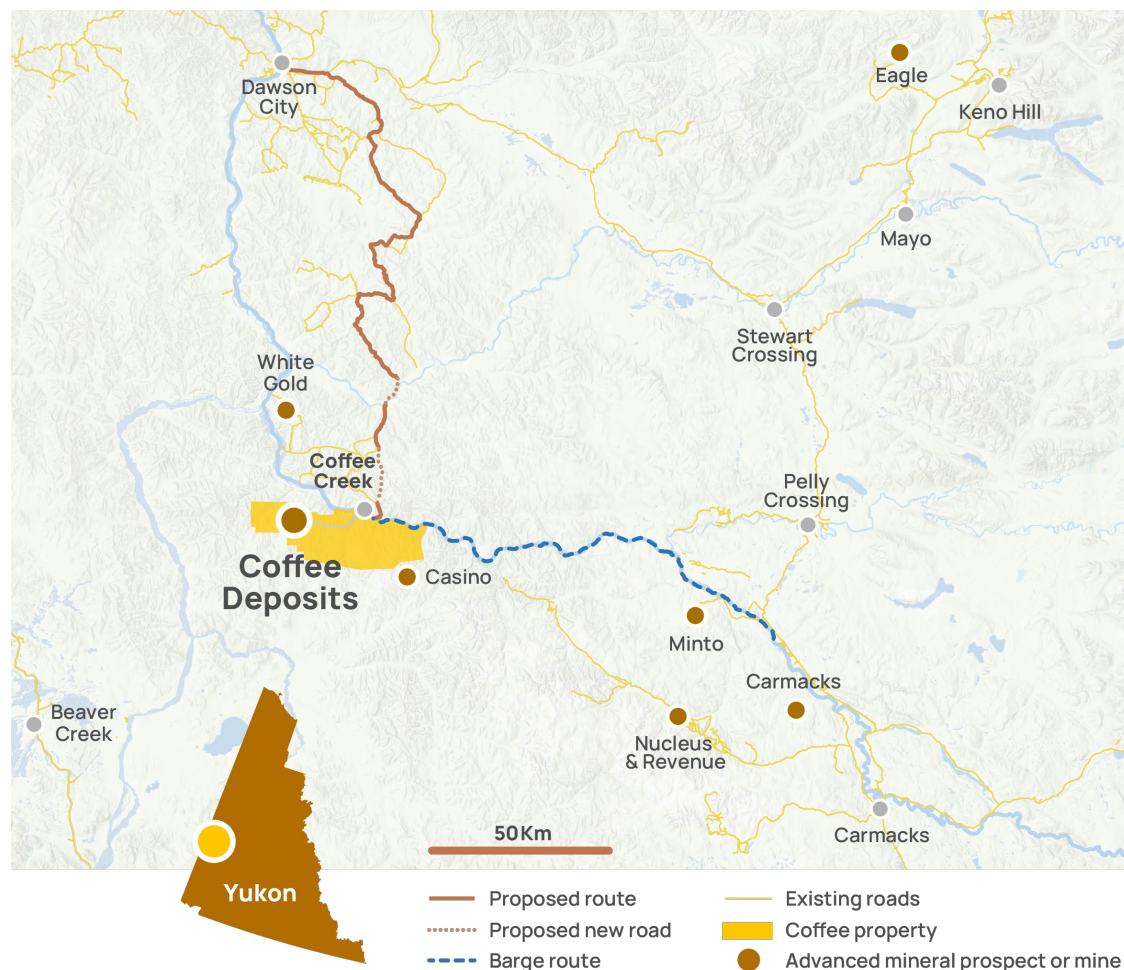 Dawson
City
Eagle
Keno Hill
Mayo
Stewart
Crossing
White
Gold
Coffee
Creek
Pelly
Crossing
Coffee
Deposits
Casino
Minto
Carmacks
Beaver
Creek
Nucleus
& Revenue
Carmacks
50Km
Yukon
Proposed route
Proposed new road
Barge route
Existing roads
Coffee property
Advanced mineral prospect or mine